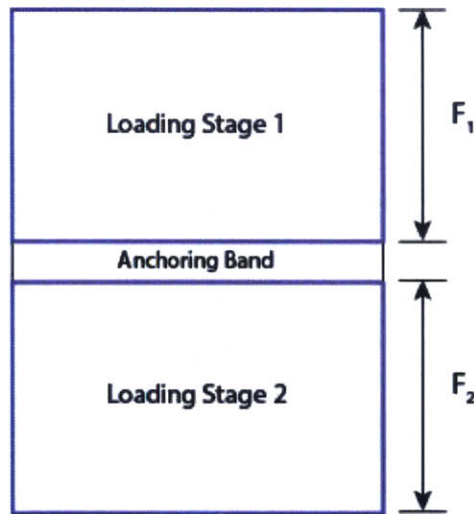 Loading Stage 1
F₁
Anchoring Band
Loading Stage 2
F₂